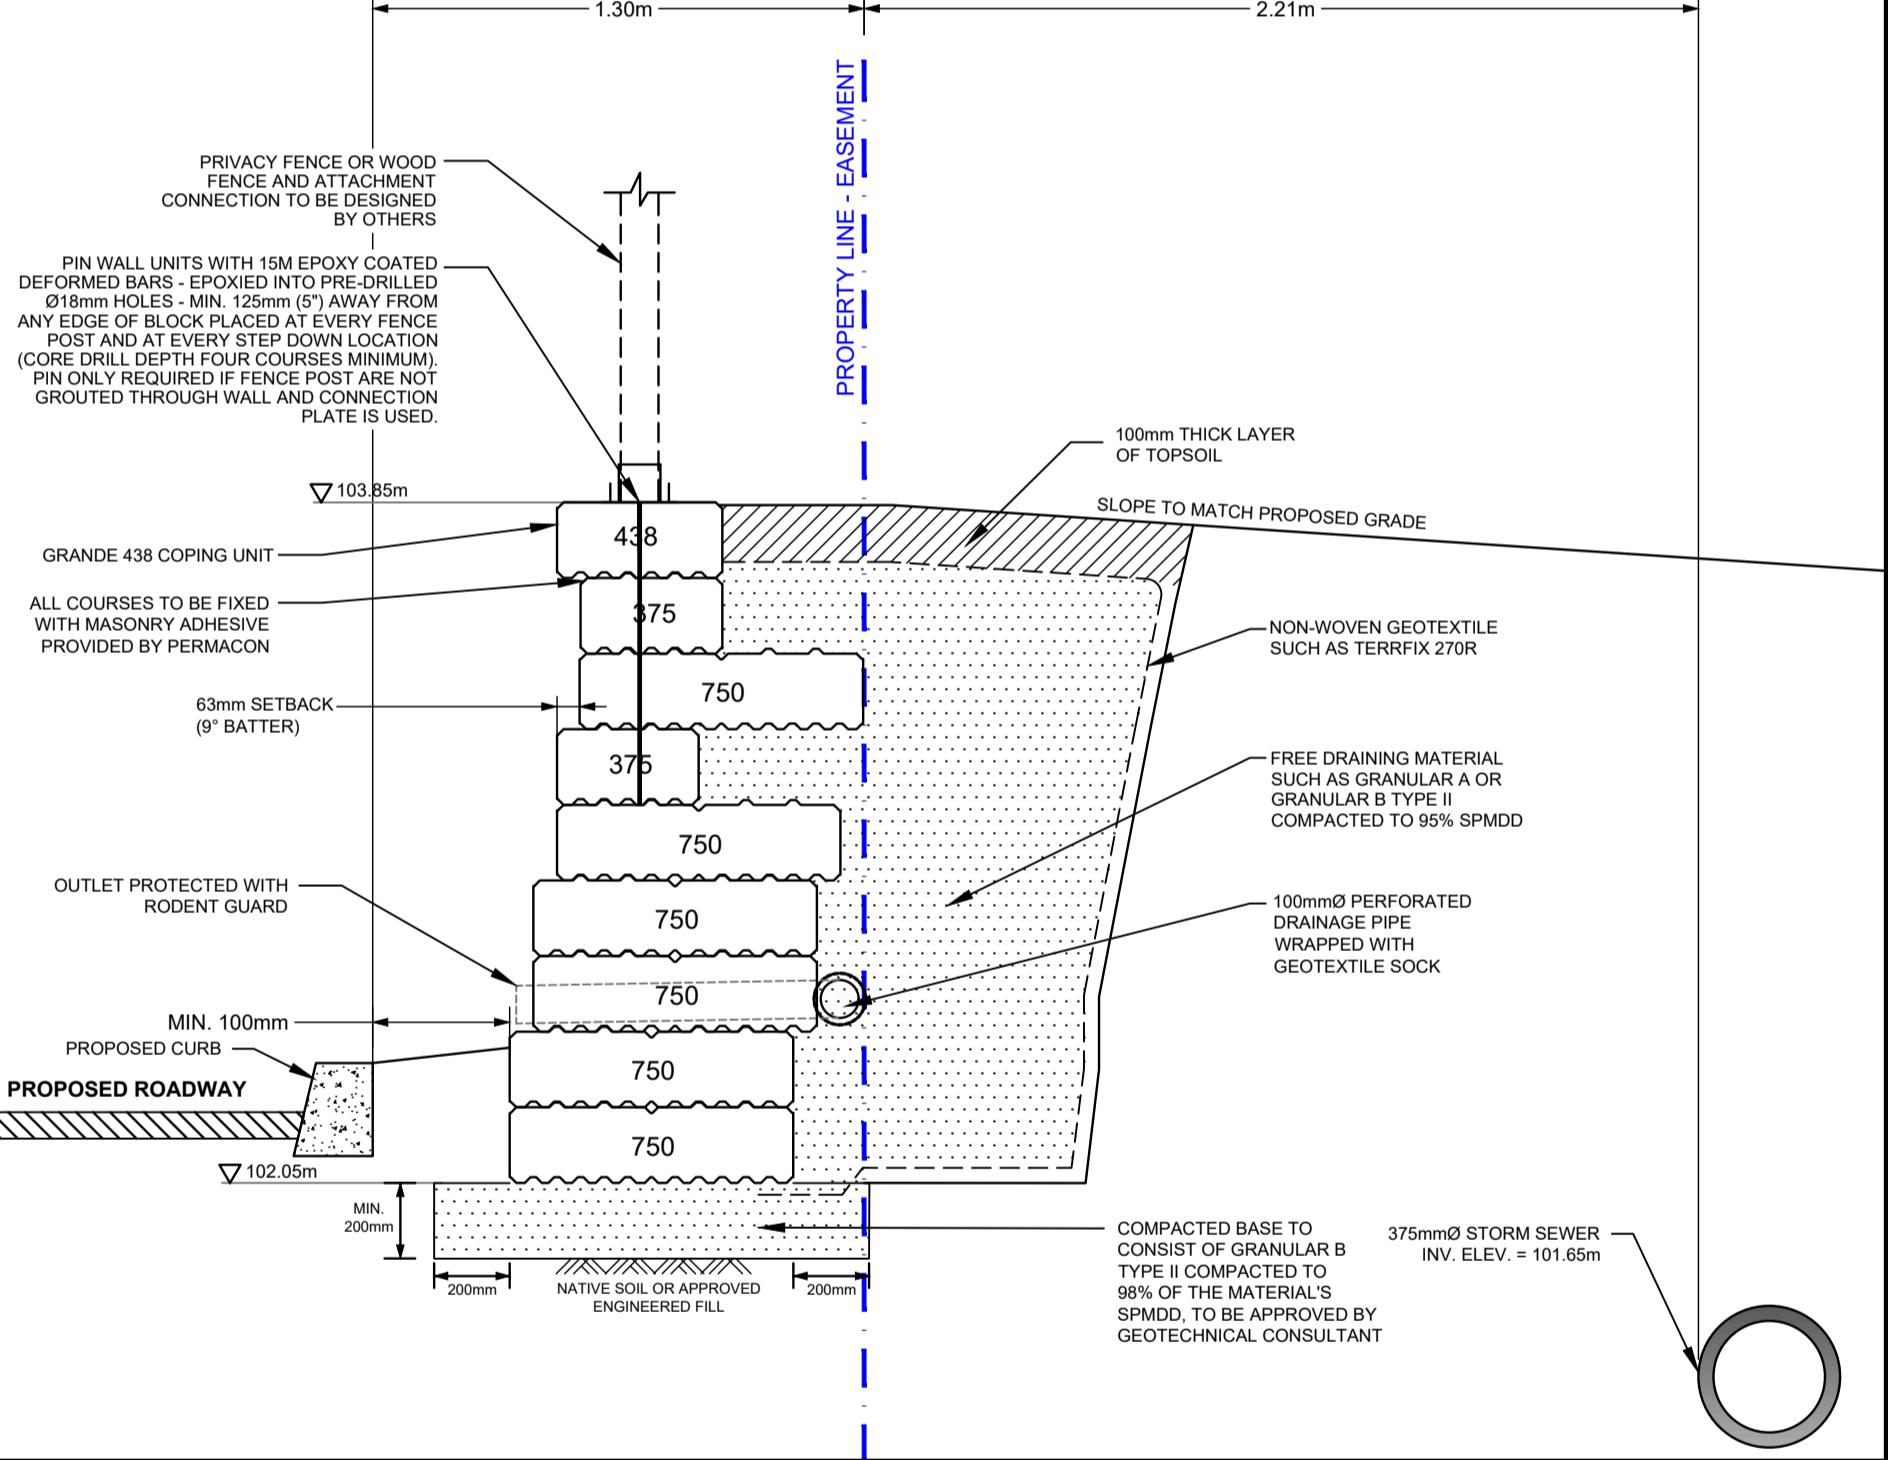 1.30m
2.21m
PROPERTY LINE - EASEMENT
PRIVACY FENCE OR WOOD
FENCE AND ATTACHMENT
CONNECTION TO BE DESIGNED
BY OTHERS
PIN WALL UNITS WITH 15M EPOXY COATED
DEFORMED BARS - EPOXIED INTO PRE-DRILLED
Ø18mm HOLES - MIN. 125mm (5") AWAY FROM
ANY EDGE OF BLOCK PLACED AT EVERY FENCE
POST AND AT EVERY STEP DOWN LOCATION
(CORE DRILL DEPTH FOUR COURSES MINIMUM).
PIN ONLY REQUIRED IF FENCE POST ARE NOT
GROUTED THROUGH WALL AND CONNECTION
PLATE IS USED.
100mm THICK LAYER
OF TOPSOIL
103.85m
SLOPE TO MATCH PROPOSED GRADE
438
GRANDE 438 COPING UNIT
ALL COURSES TO BE FIXED
WITH MASONRY ADHESIVE
PROVIDED BY PERMACON
375
NON-WOVEN GEOTEXTILE
SUCH AS TERRFIX 270R
63mm SETBACK
(9° BATTER)
750
375
FREE DRAINING MATERIAL
SUCH AS GRANULAR A OR
GRANULAR B TYPE II
COMPACTED TO 95% SPMDD
750
OUTLET PROTECTED WITH
RODENT GUARD
750
100mmØ PERFORATED
DRAINAGE PIPE
WRAPPED WITH
GEOTEXTILE SOCK
750
MIN. 100mm
PROPOSED CURB
PROPOSED ROADWAY
750
750
102.05m
MIN.
200mm
200mm
NATIVE SOIL OR APPROVED
ENGINEERED FILL
200mm
COMPACTED BASE TO
CONSIST OF GRANULAR B
TYPE II COMPACTED TO
98% OF THE MATERIAL'S
SPMDD, TO BE APPROVED BY
GEOTECHNICAL CONSULTANT
375mmØ STORM SEWER
INV. ELEV. = 101.65m